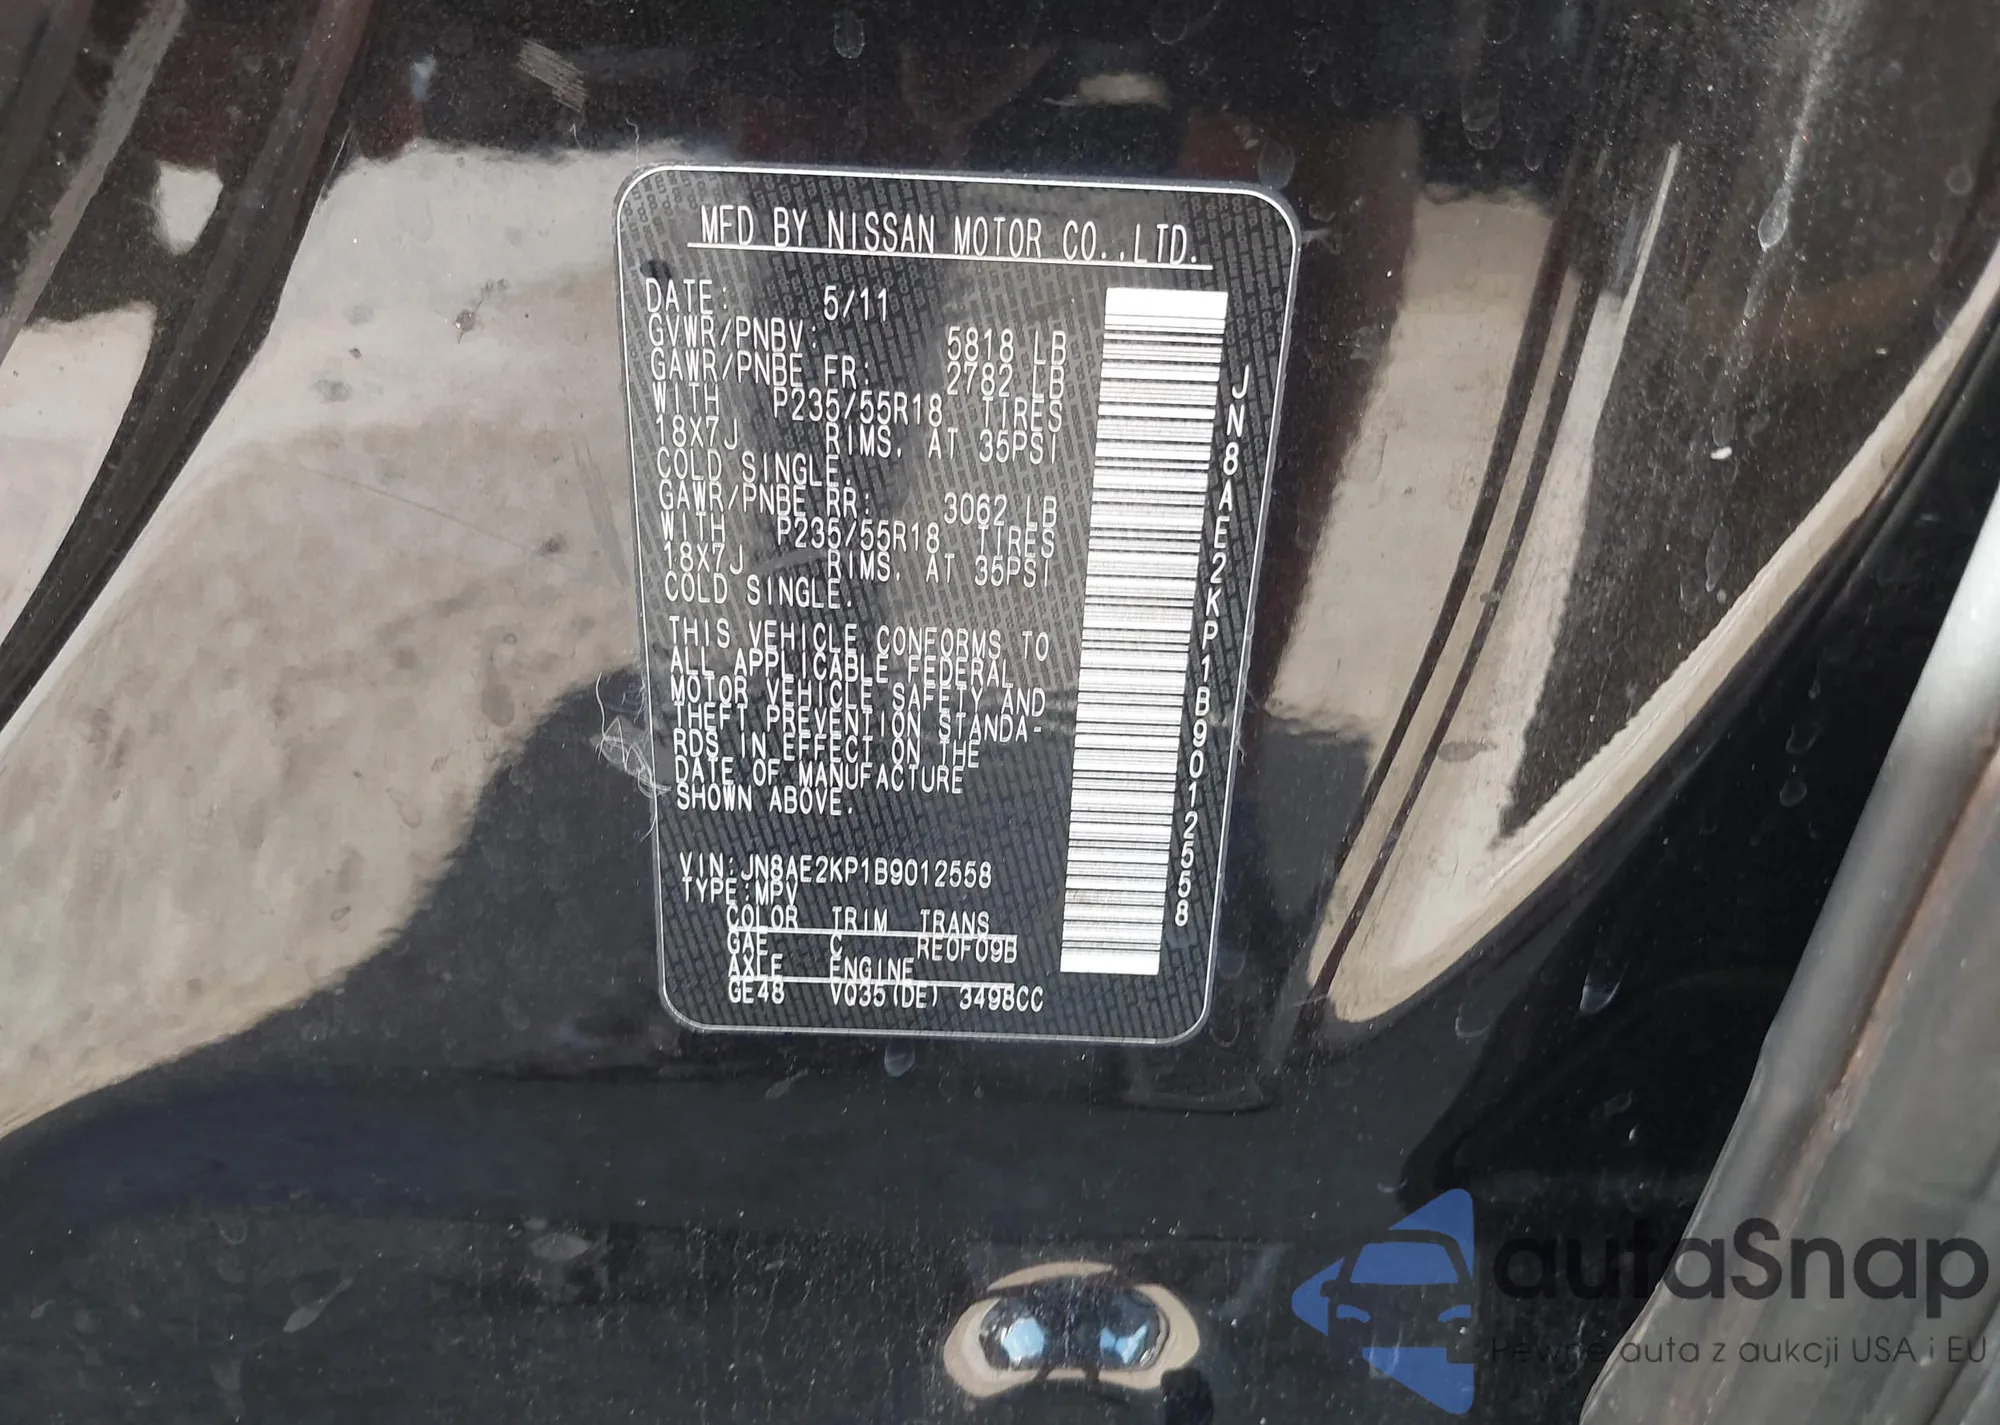 MFD BY NISSAN MOTOR CO.,LTD.
DATE: 5/11
GVWR/PNBV: 5818 LB
GAWR/PNBE FR: 2782 LB
WITH P235/55R18 TIRES
18X7J RIMS. AT 35PSI
COLD SINGLE.
GAWR/PNBE RR: 3062 LB
WITH P235/55R18 TIRES
18X7J RIMS. AT 35PSI
COLD SINGLE.
THIS VEHICLE CONFORMS TO
ALL APPLICABLE FEDERAL
MOTOR VEHICLE SAFETY AND
THEFT PREVENTION STANDA-
RDS IN EFFECT ON THE
DATE OF MANUFACTURE
SHOWN ABOVE.
VIN:JN8AE2KP1B9012558
TYPE:MPV
COLOR TRIM TRANS
GAE C RE0F09B
AXLE ENGINE
GE48 VQ35(DE) 3498CC
JN8AE2KP1B9012558
autaSnap
Pewne auta z aukcji USA i EU